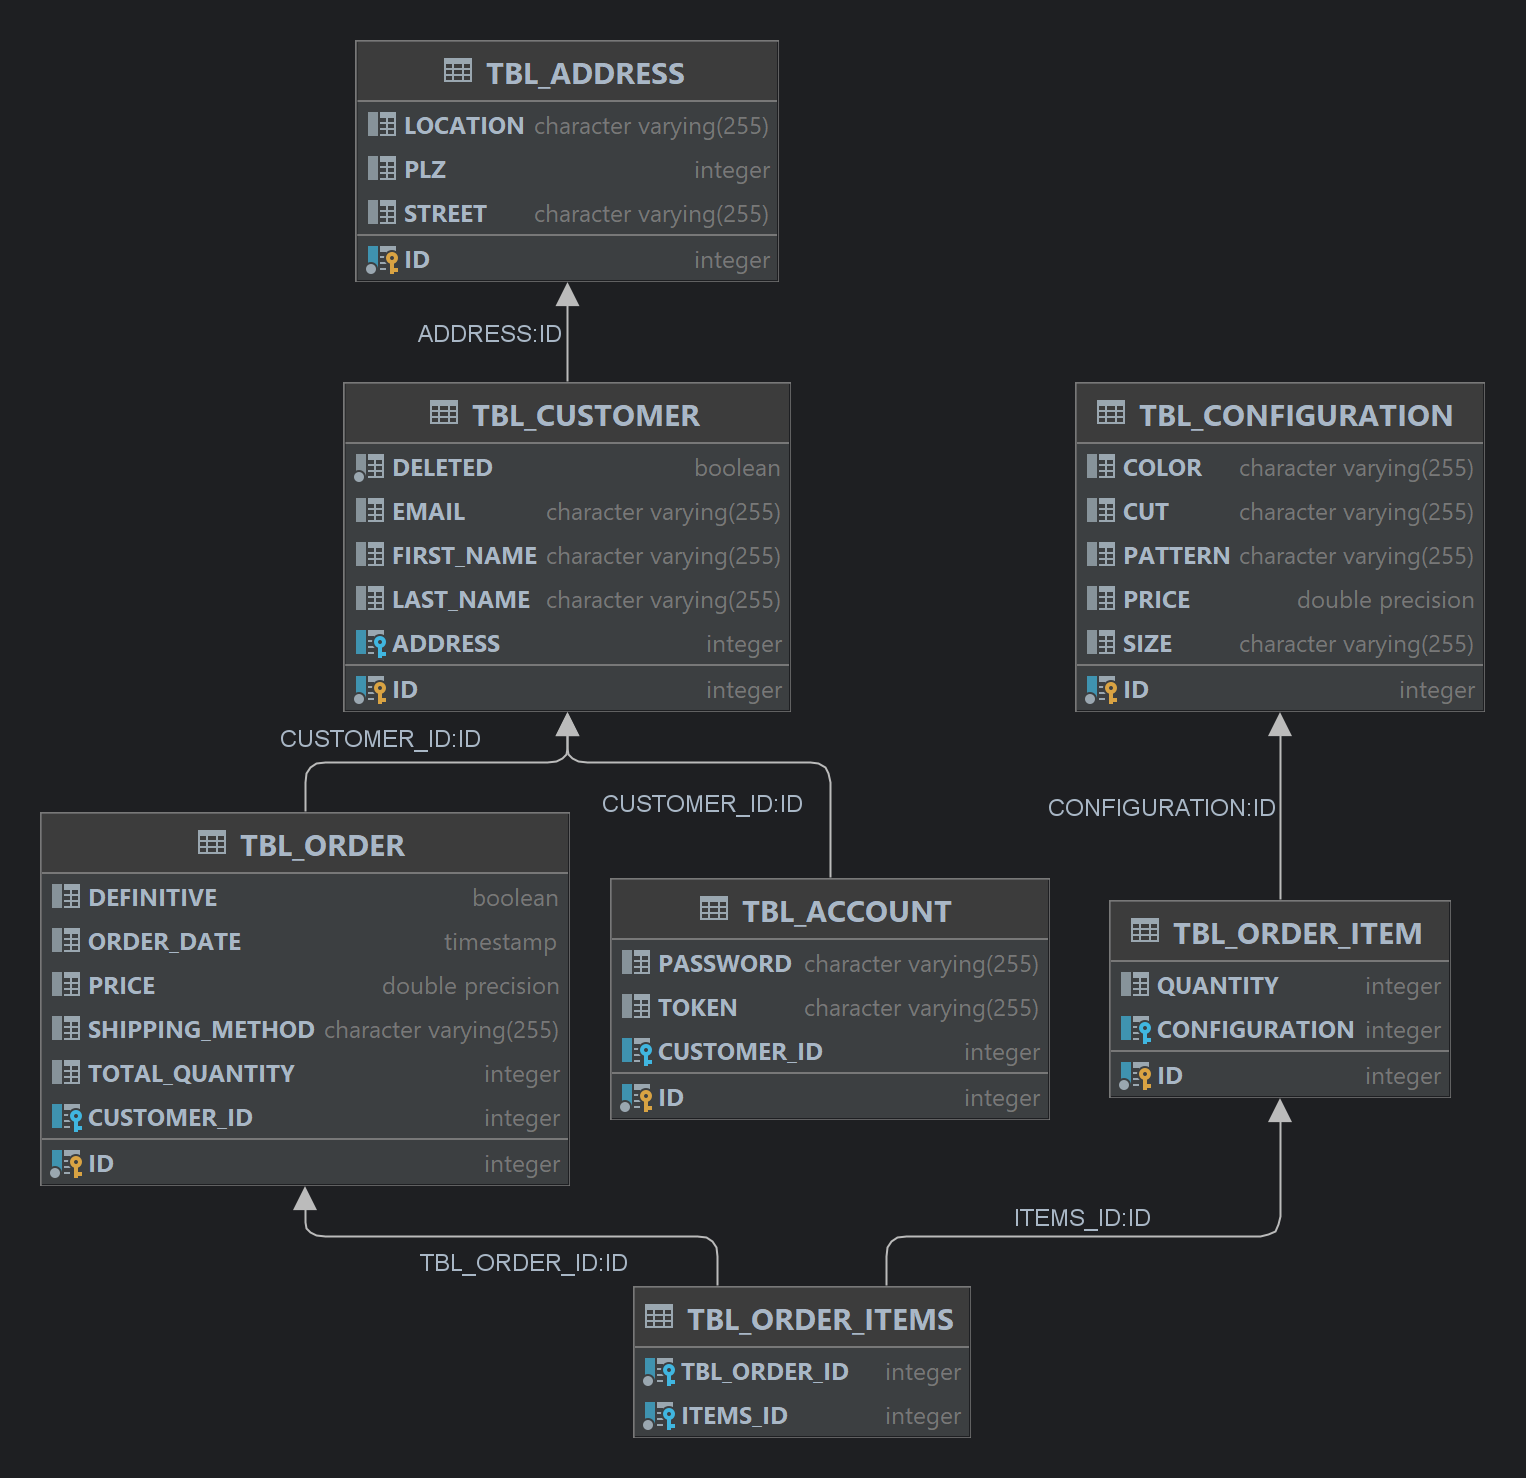 TBL_ADDRESS
LOCATION character varying(255)
PLZ integer
STREET character varying(255)
ID integer
ADDRESS:ID
TBL_CUSTOMER
DELETED boolean
EMAIL character varying(255)
FIRST_NAME character varying(255)
LAST_NAME character varying(255)
ADDRESS integer
ID integer
TBL_CONFIGURATION
COLOR character varying(255)
CUT character varying(255)
PATTERN character varying(255)
PRICE double precision
SIZE character varying(255)
ID integer
CUSTOMER_ID:ID
CUSTOMER_ID:ID
CONFIGURATION:ID
TBL_ORDER
DEFINITIVE boolean
ORDER_DATE timestamp
PRICE double precision
SHIPPING_METHOD character varying(255)
TOTAL_QUANTITY integer
CUSTOMER_ID integer
ID integer
TBL_ACCOUNT
PASSWORD character varying(255)
TOKEN character varying(255)
CUSTOMER_ID integer
ID integer
TBL_ORDER_ITEM
QUANTITY integer
CONFIGURATION integer
ID integer
ITEMS_ID:ID
TBL_ORDER_ID:ID
TBL_ORDER_ITEMS
TBL_ORDER_ID integer
ITEMS_ID integer